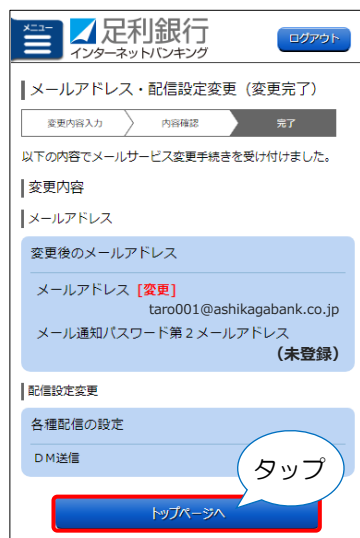 メニュー
足利銀行
インターネットバンキング
ログアウト
メールアドレス・配信設定変更（変更完了）
変更内容入力 内容確認 完了
以下の内容でメールサービス変更手続きを受け付けました。
変更内容
メールアドレス
変更後のメールアドレス
メールアドレス [変更]
taro001@ashikagabank.co.jp
メール通知パスワード第２メールアドレス
(未登録)
配信設定変更
各種配信の設定
ＤＭ送信
タップ
トップページへ